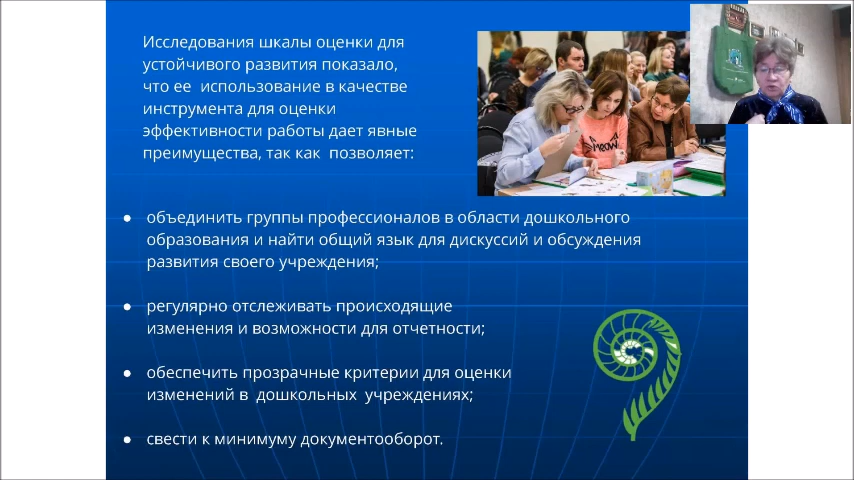 Исследования шкалы оценки для
устойчивого развития показало,
что ее использование в качестве
инструмента для оценки
эффективности работы дает явные
преимущества, так как позволяет:
meow
● объединить группы профессионалов в области дошкольного
образования и найти общий язык для дискуссий и обсуждения
развития своего учреждения;
● регулярно отслеживать происходящие
изменения и возможности для отчетности;
● обеспечить прозрачные критерии для оценки
изменений в дошкольных учреждениях;
● свести к минимуму документооборот.